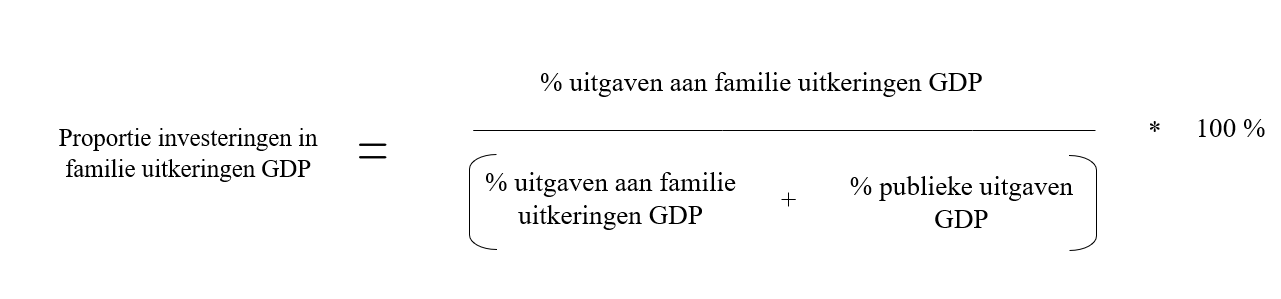 % uitgaven aan familie uitkeringen GDP
Proportie investeringen in
familie uitkeringen GDP
=
* 100 %
% uitgaven aan familie
uitkeringen GDP
+
% publieke uitgaven
GDP